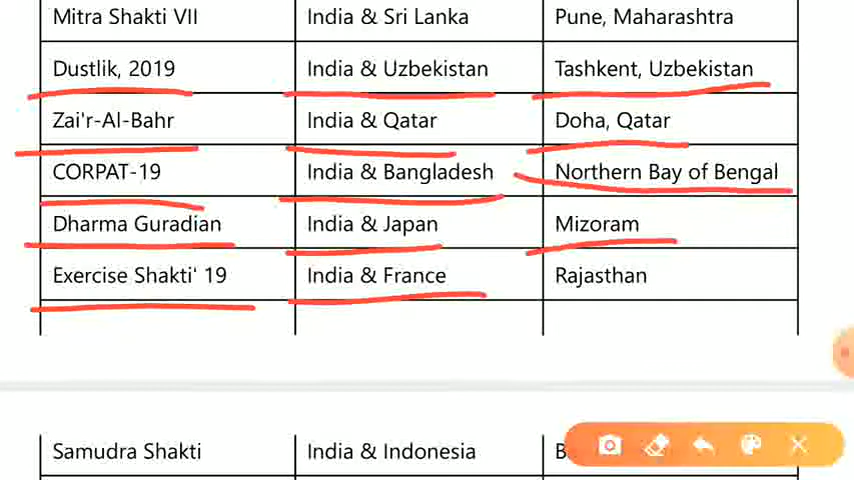 Mitra Shakti VII India & Sri Lanka Pune, Maharashtra
Dustlik, 2019 India & Uzbekistan Tashkent, Uzbekistan
Zai'r-Al-Bahr India & Qatar Doha, Qatar
CORPAT-19 India & Bangladesh Northern Bay of Bengal
Dharma Guradian India & Japan Mizoram
Exercise Shakti' 19 India & France Rajasthan
Samudra Shakti India & Indonesia